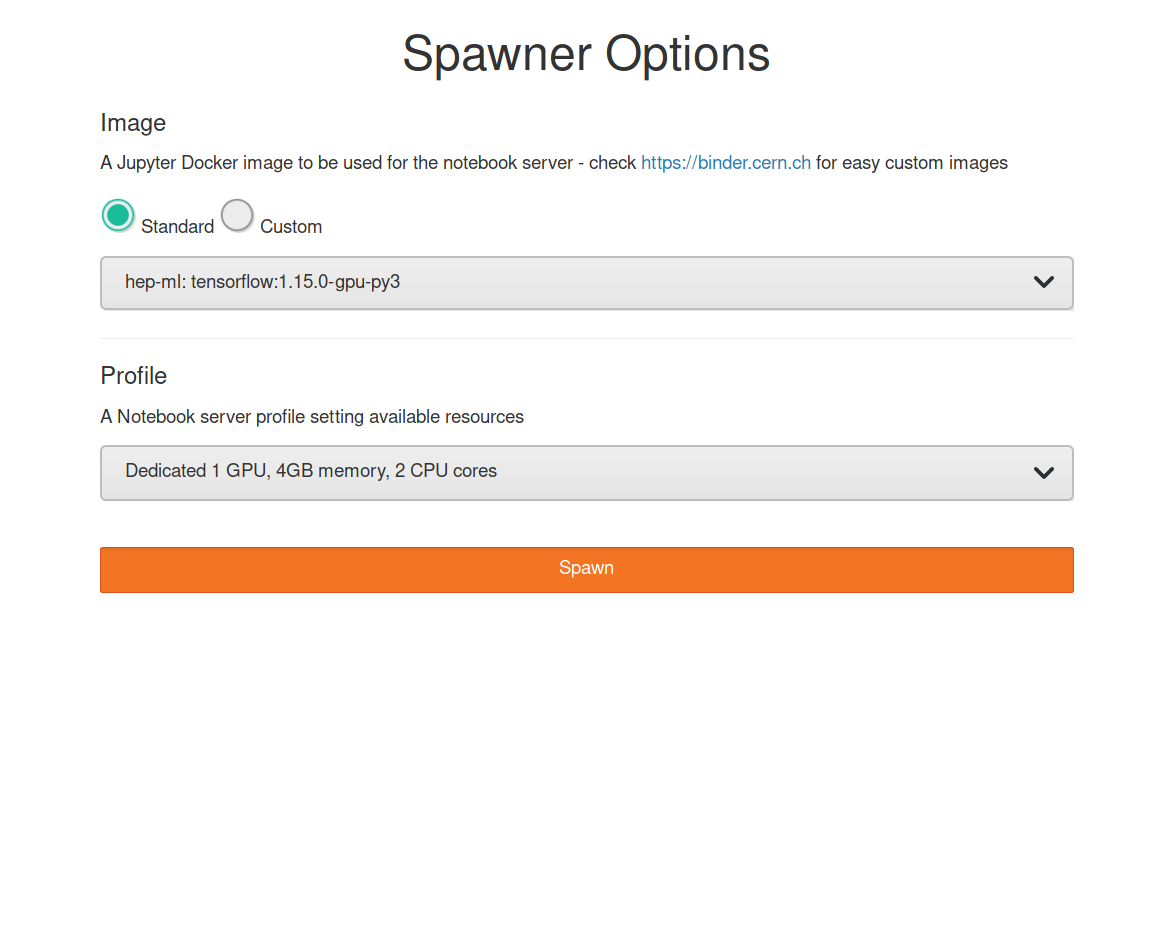 Spawner Options
Image
A Jupyter Docker image to be used for the notebook server - check https://binder.cern.ch for easy custom images
Standard Custom
hep-ml: tensorflow:1.15.0-gpu-py3
Profile
A Notebook server profile setting available resources
Dedicated 1 GPU, 4GB memory, 2 CPU cores
Spawn